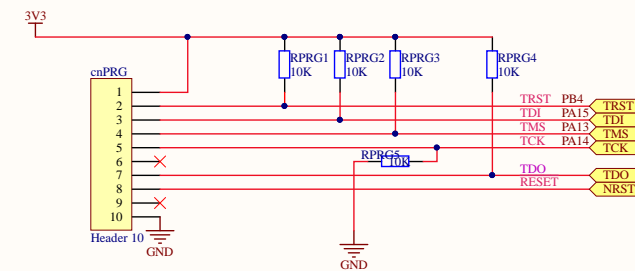 3V3
RPRG1
10K
RPRG2
10K
RPRG3
10K
RPRG4
10K
cnPRG
1
2
3
4
5
6
7
8
9
10
Header 10
TRST PB4 TRST
TDI PA15 TDI
TMS PA13 TMS
TCK PA14 TCK
RPRG5
10K
TDO TDO
RESET NRST
GND
GND